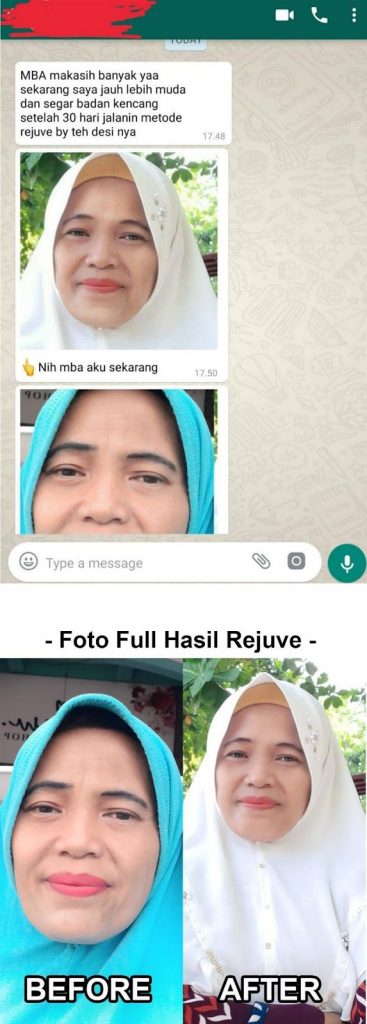 TODAY
MBA makasih banyak yaa
sekarang saya jauh lebih muda
dan segar badan kencang
setelah 30 hari jalanin metode
rejuve by teh desi nya
17.48
👆Nih mba aku sekarang
17.50
Type a message
- Foto Full Hasil Rejuve -
BEFORE
AFTER